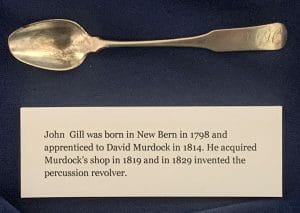 John Gill was born in New Bern in 1798 and
apprenticed to David Murdock in 1814. He acquired
Murdock's shop in 1819 and in 1829 invented the
percussion revolver.